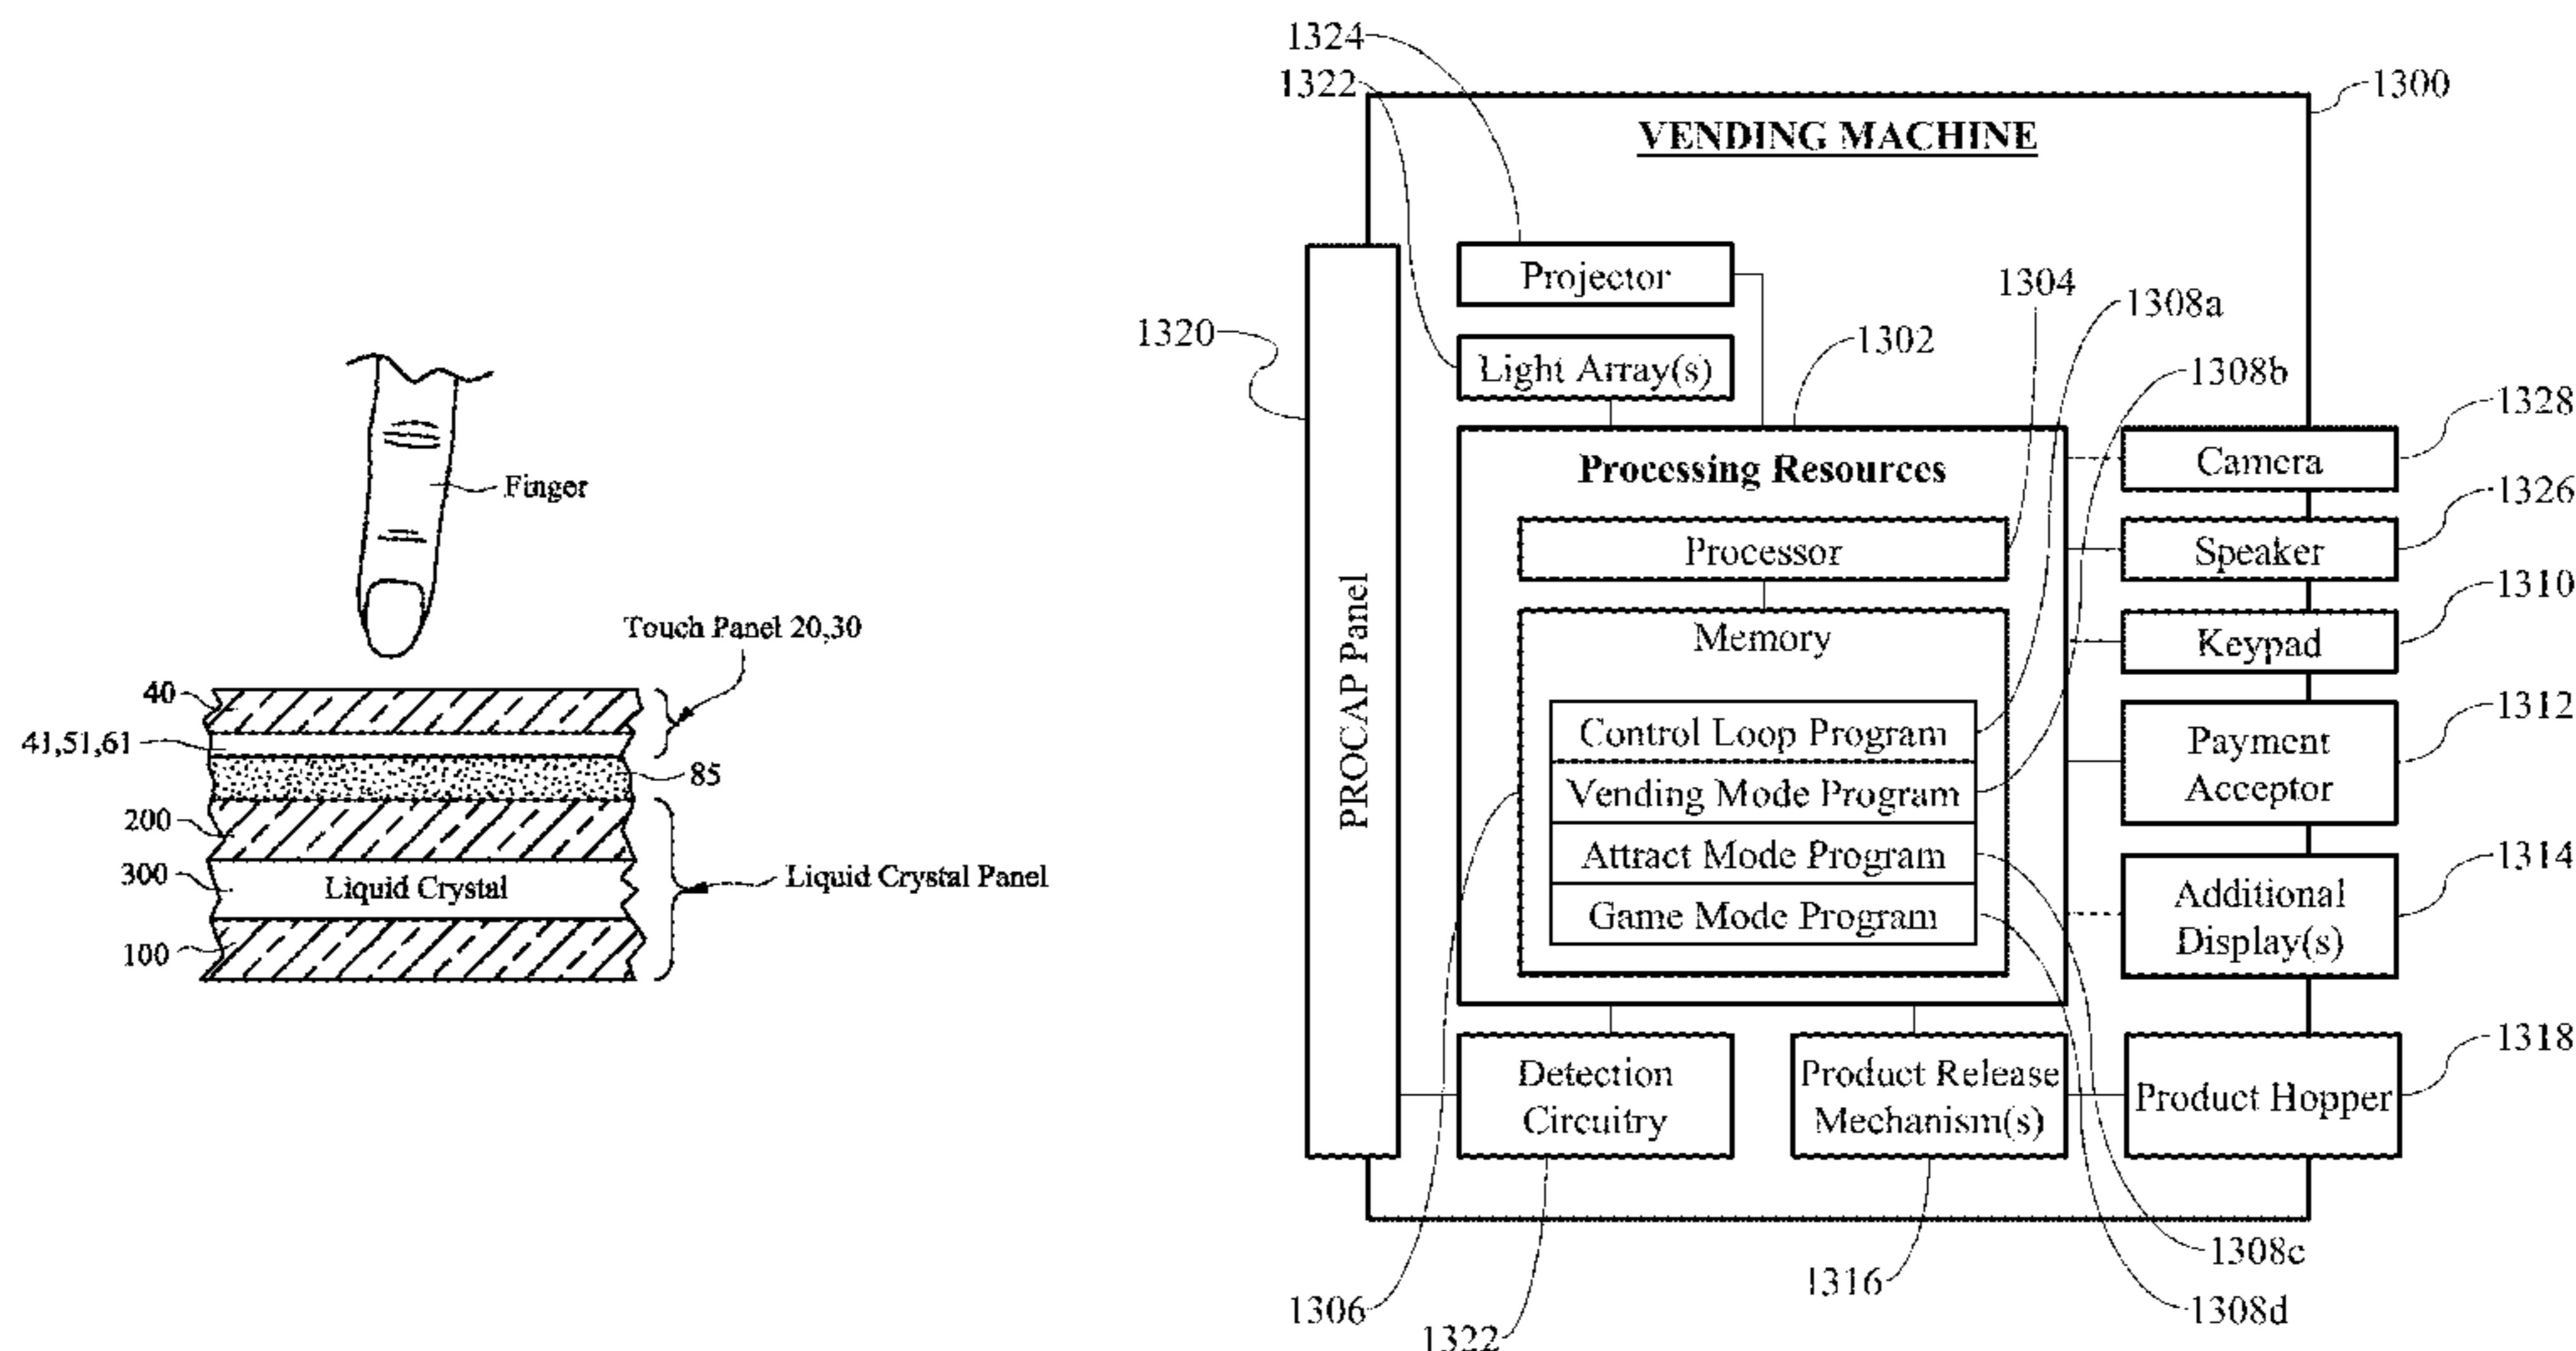 Finger
Touch Panel 20,30
40
41,51,61
85
200
300
Liquid Crystal
Liquid Crystal Panel
100
1324
1322
1300
VENDING MACHINE
Projector
1304
1308a
1320
Light Array(s)
1302
1308b
1328
Camera
Processing Resources
1326
Speaker
Processor
1310
Keypad
Memory
PROCAP Panel
1312
Payment
Acceptor
Control Loop Program
Vending Mode Program
Attract Mode Program
Game Mode Program
1314
Additional
Display(s)
1318
Detection
Circuitry
Product Release
Mechanism(s)
Product Hopper
1308c
1316
1306
1308d
1322